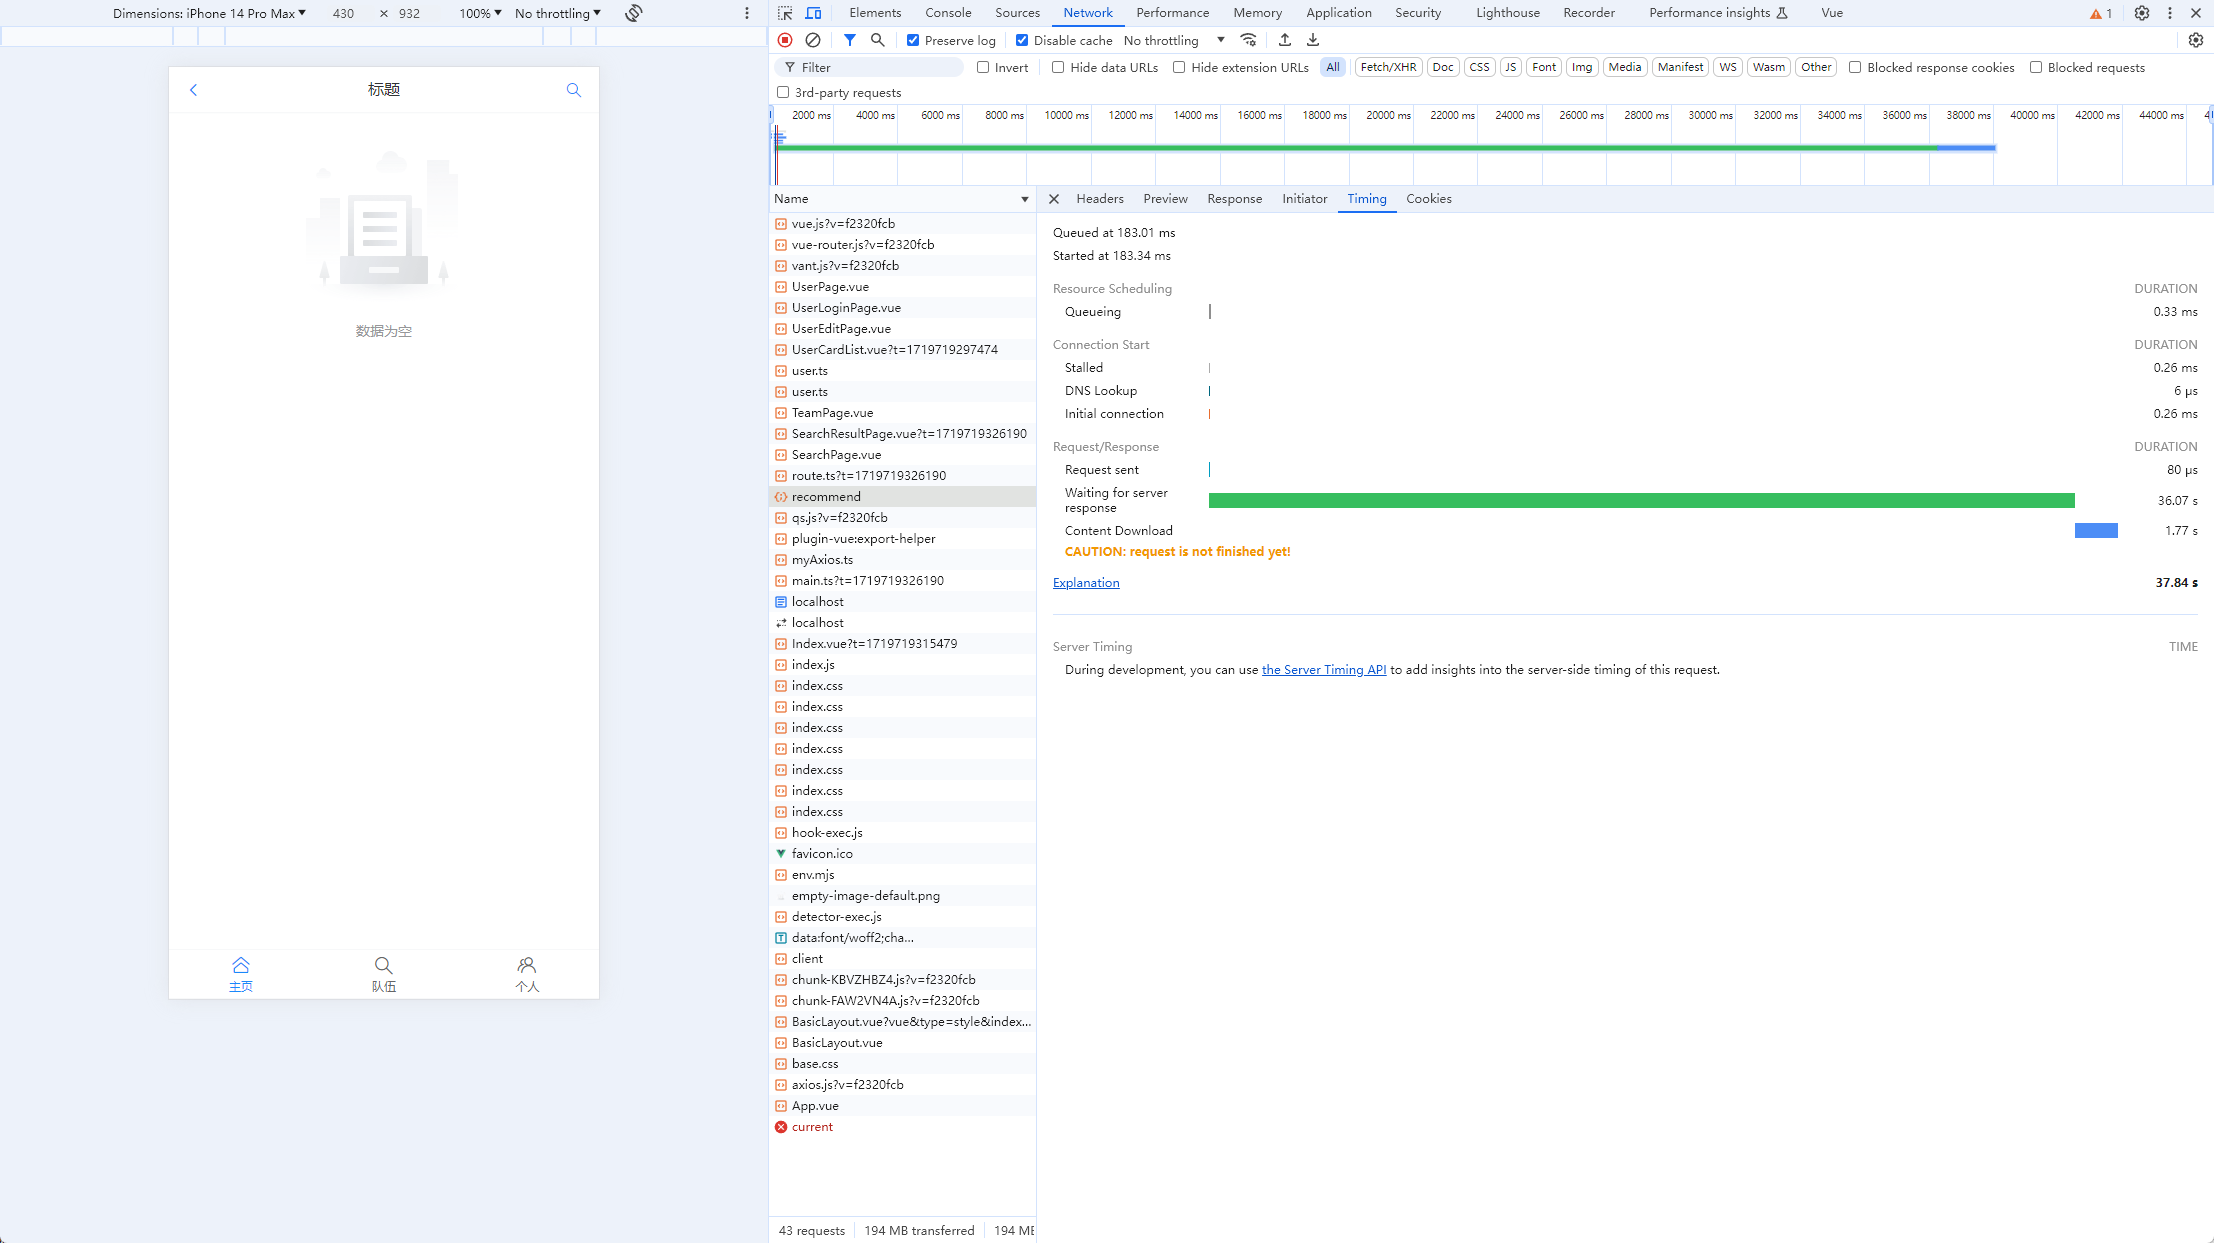 Dimensions: iPhone 14 Pro Max 430 × 932 100% No throttling
标题
数据为空
主页 队伍 个人
Elements Console Sources Network Performance Memory Application Security Lighthouse Recorder Performance insights Vue 1
Preserve log Disable cache No throttling
Filter Invert Hide data URLs Hide extension URLs All Fetch/XHR Doc CSS JS Font Img Media Manifest WS Wasm Other Blocked response cookies Blocked requests
3rd-party requests
2000 ms 4000 ms 6000 ms 8000 ms 10000 ms 12000 ms 14000 ms 16000 ms 18000 ms 20000 ms 22000 ms 24000 ms 26000 ms 28000 ms 30000 ms 32000 ms 34000 ms 36000 ms 38000 ms 40000 ms 42000 ms 44000 ms
Name
vue.js?v=f2320fcb
vue-router.js?v=f2320fcb
vant.js?v=f2320fcb
UserPage.vue
UserLoginPage.vue
UserEditPage.vue
UserCardList.vue?t=1719719297474
user.ts
user.ts
TeamPage.vue
SearchResultPage.vue?t=1719719326190
SearchPage.vue
route.ts?t=1719719326190
recommend
qs.js?v=f2320fcb
plugin-vue:export-helper
myAxios.ts
main.ts?t=1719719326190
localhost
localhost
Index.vue?t=1719719315479
index.js
index.css
index.css
index.css
index.css
index.css
index.css
index.css
hook-exec.js
favicon.ico
env.mjs
empty-image-default.png
detector-exec.js
data:font/woff2;cha...
client
chunk-KBVZHBZ4.js?v=f2320fcb
chunk-FAW2VN4A.js?v=f2320fcb
BasicLayout.vue?vue&type=style&index...
BasicLayout.vue
base.css
axios.js?v=f2320fcb
App.vue
current
43 requests 194 MB transferred 194 ME
Headers Preview Response Initiator Timing Cookies
Queued at 183.01 ms
Started at 183.34 ms
Resource Scheduling DURATION
Queueing 0.33 ms
Connection Start DURATION
Stalled 0.26 ms
DNS Lookup 6 μs
Initial connection 0.26 ms
Request/Response DURATION
Request sent 80 μs
Waiting for server
response 36.07 s
Content Download 1.77 s
CAUTION: request is not finished yet!
Explanation 37.84 s
Server Timing TIME
During development, you can use the Server Timing API to add insights into the server-side timing of this request.